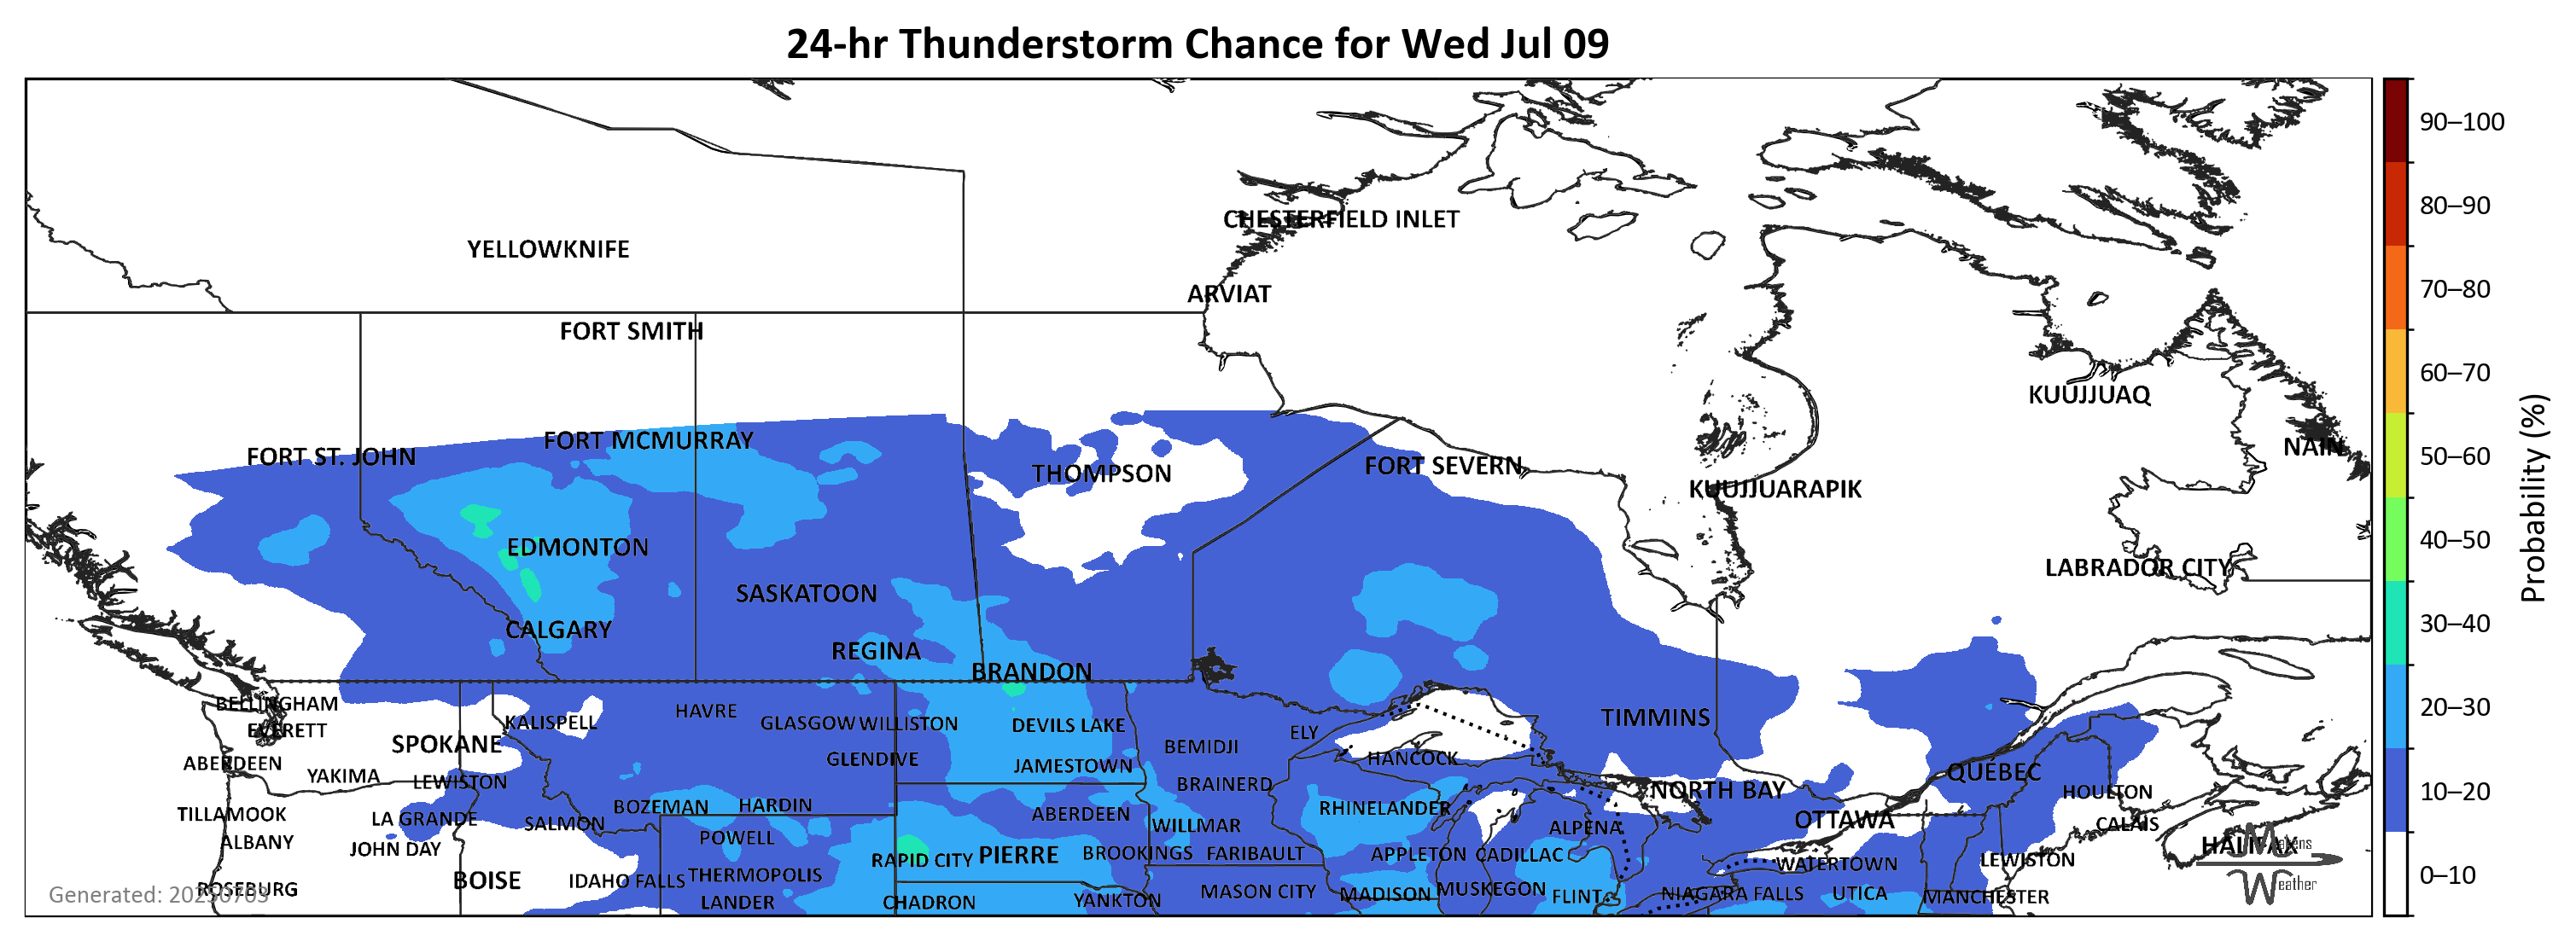 24-hr Thunderstorm Chance for Wed Jul 09
90–100
80–90
CHESTERFIELD INLET
YELLOWKNIFE
70–80
ARVIAT
FORT SMITH
60–70
KUUJJUAQ
FORT MCMURRAY
NAIN
FORT ST. JOHN
50–60
FORT SEVERN
THOMPSON
KUUJJUARAPIK
Probability (%)
EDMONTON
40–50
LABRADOR CITY
SASKATOON
30–40
CALGARY
REGINA
BRANDON
BELLINGHAM
20–30
HAVRE
TIMMINS
KALISPELL
GLASGOW WILLISTON
DEVILS LAKE
EVERETT
ELY
SPOKANE
BEMIDJI
HANCOCK
GLENDIVE
ABERDEEN
JAMESTOWN
QUÉBEC
YAKIMA
LEWISTON
BRAINERD
NORTH BAY
HOULTON
10–20
BOZEMAN
HARDIN
RHINELANDER
TILLAMOOK
ABERDEEN
LA GRANDE
OTTAWA
SALMON
CALAIS
WILLMAR
ALPENA
POWELL
ALBANY
HALIFAX
JOHN DAY
BROOKINGS
FARIBAULT
APPLETON
CADILLAC
PIERRE
RAPID CITY
LEWISTON
WATERTOWN
THERMOPOLIS
0–10
BOISE
IDAHO FALLS
ROSEBURG
MUSKEGON
MASON CITY
MADISON
NIAGARA FALLS
UTICA
FLINT
MANCHESTER
LANDER
CHADRON
YANKTON
Generated: 20250703
Weather